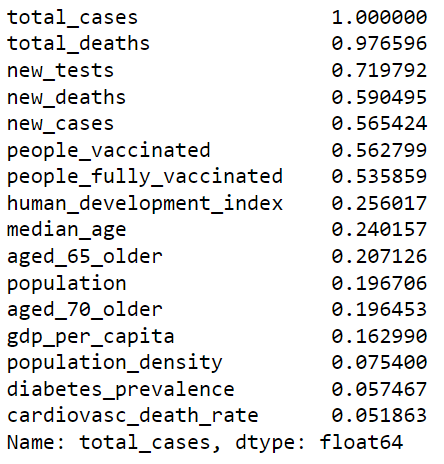 total_cases 1.000000
total_deaths 0.976596
new_tests 0.719792
new_deaths 0.590495
new_cases 0.565424
people_vaccinated 0.562799
people_fully_vaccinated 0.535859
human_development_index 0.256017
median_age 0.240157
aged_65_older 0.207126
population 0.196706
aged_70_older 0.196453
gdp_per_capita 0.162990
population_density 0.075400
diabetes_prevalence 0.057467
cardiovasc_death_rate 0.051863
Name: total_cases, dtype: float64